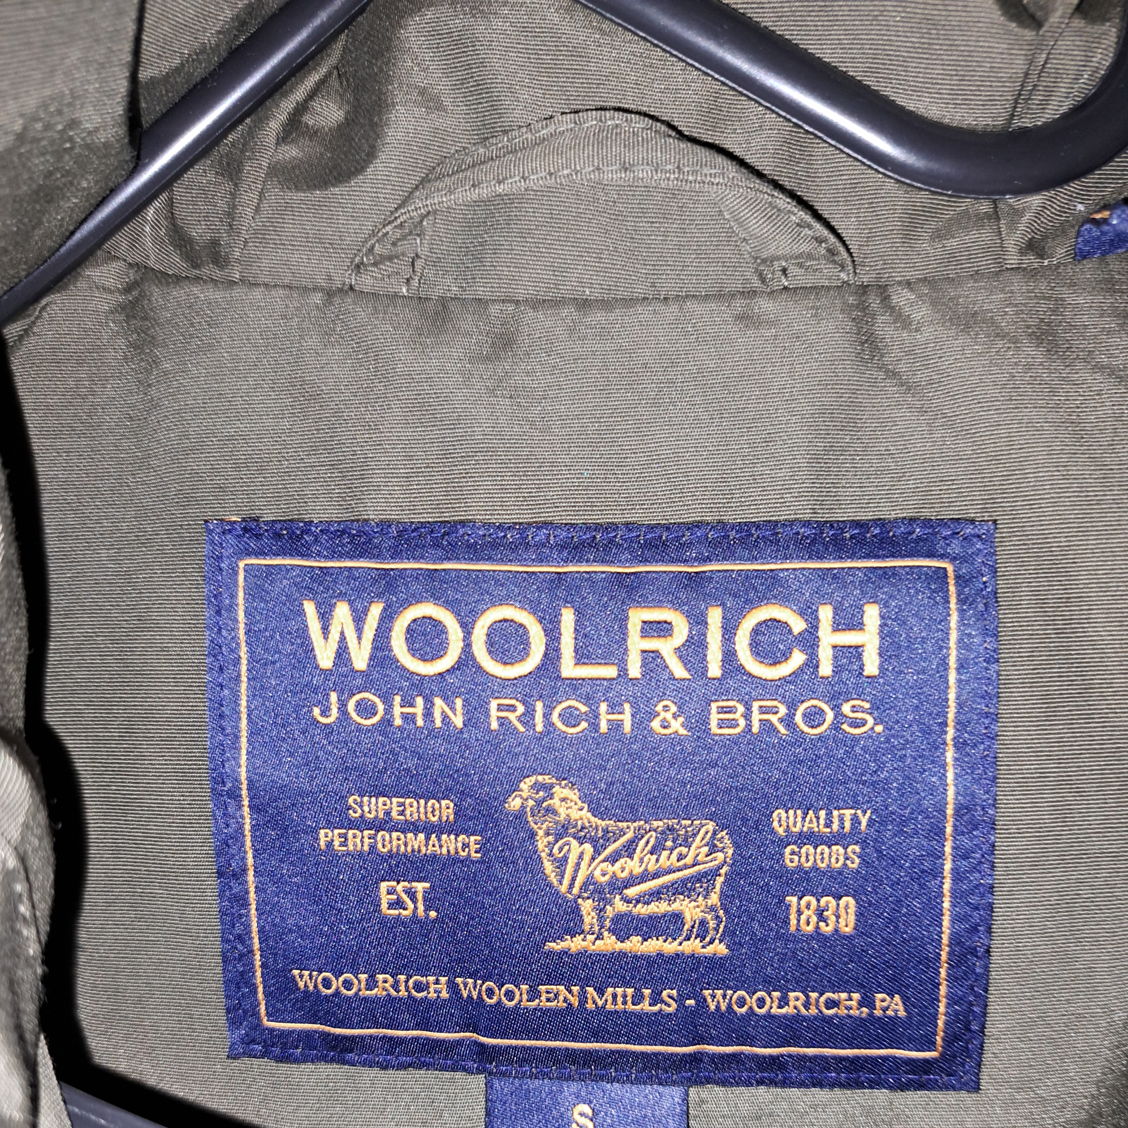 WOOLRICH
JOHN RICH & BROS.
SUPERIOR
PERFORMANCE
EST.
Woolrich
QUALITY
GOODS
1830
WOOLRICH WOOLEN MILLS - WOOLRICH, PA
S